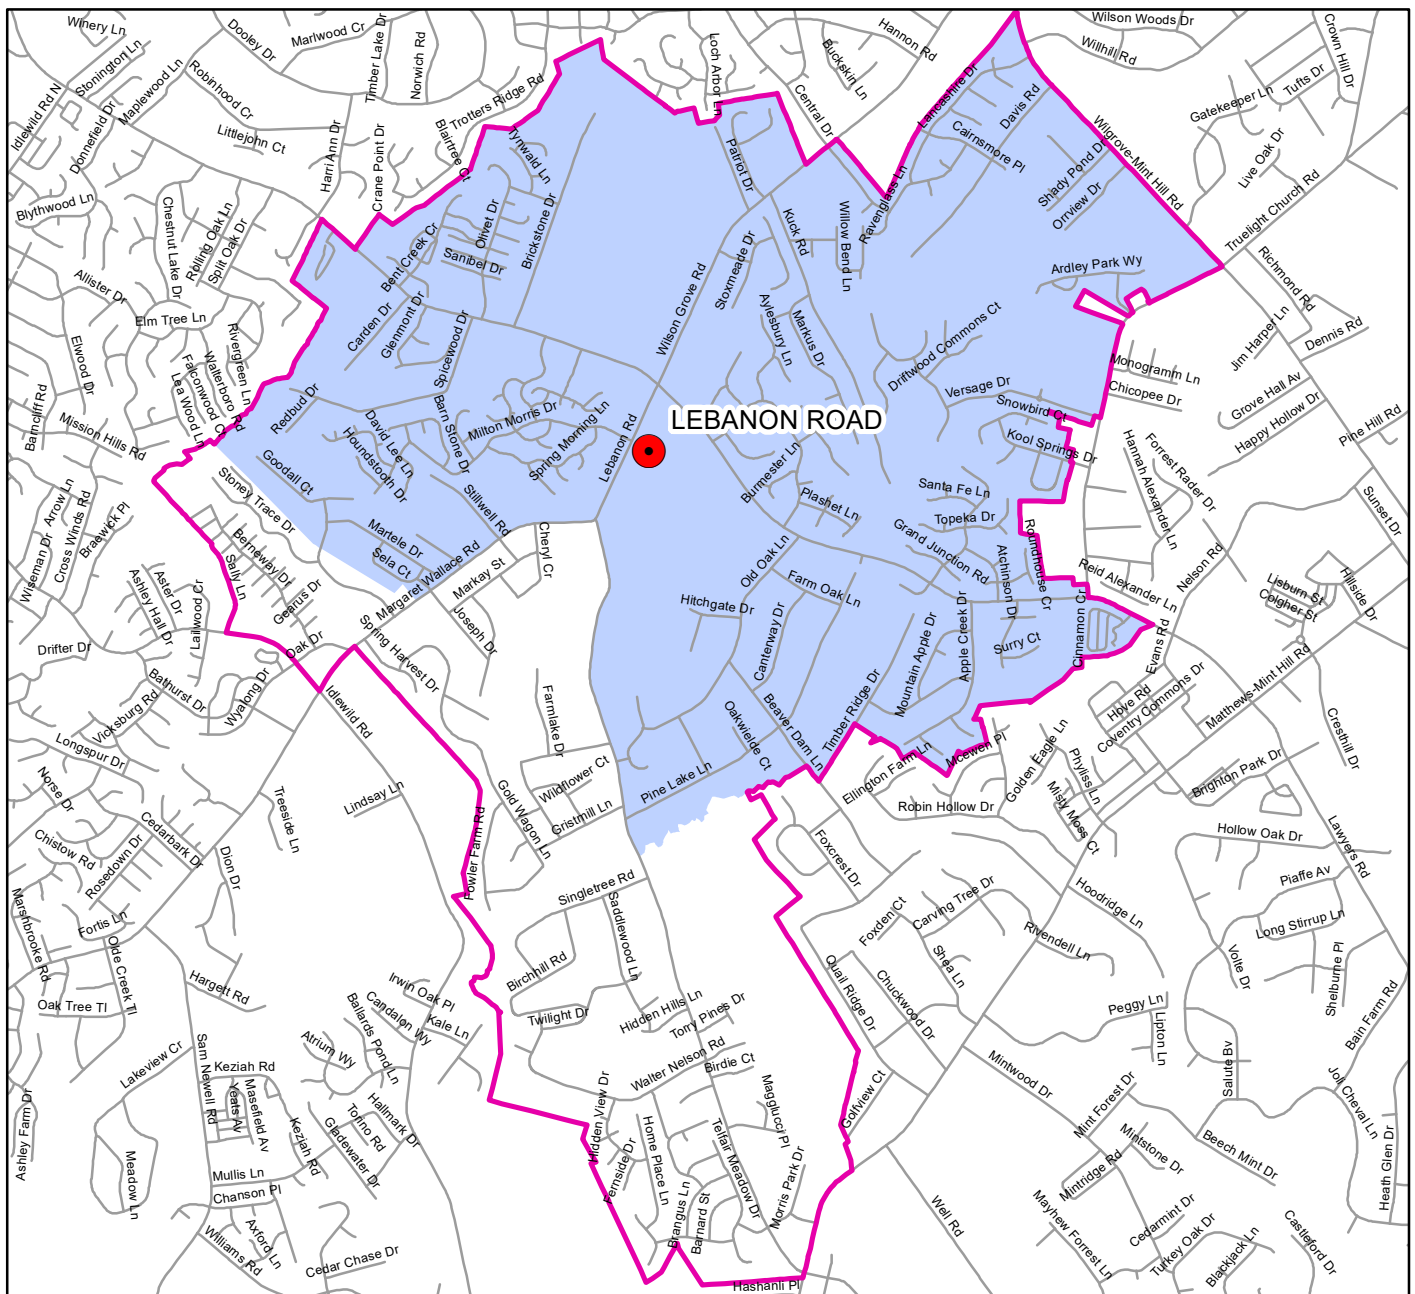 Winery Ln
Stonington Ln
Dooley Dr
Marlwood Cr
Timber Lake Dr
Norwich Rd
Loch Arbor Ln
Buckskin Ln
Hannon Rd
Wilson Woods Dr
Willhill Rd
Crown Hill Dr
Idlewild Rd N
Maplewood Ln
Donnefield Dr
Robinhood Cr
Littlejohn Ct
Trotters Ridge Rd
Blairtree Ct
Tynwald Ln
Central Dr
Lancashire Dr
Davis Rd
Cairnsmore Pl
Wilgrove-Mint Hill Rd
Gatekeeper Ln
Tufts Dr
Live Oak Dr
Harri Ann Dr
Crane Point Dr
Patriot Dr
Shady Pond Dr
Orrview Dr
Truelight Church Rd
Blythwood Ln
Chestnut Lake Dr
Rolling Oak Ln
Split Oak Dr
Olivet Dr
Brickstone Dr
Kuck Rd
Willow Bend Ln
Ravenglass Ln
Bent Creek Cr
Sanibel Dr
Stoxmeade Dr
Ardley Park Wy
Richmond Rd
Allister Dr
Elm Tree Ln
Carden Dr
Glenmont Dr
Wilson Grove Rd
Aylesbury Ln
Markus Dr
Driftwood Commons Ct
Jim Harper Ln
Dennis Rd
Elwood Dr
Rivergreen Ln
Walterboro Rd
Falconwood Ct
Lea Wood Ln
Spicewood Dr
Versage Dr
Monogramm Ln
Chicopee Dr
Grove Hall Av
Happy Hollow Dr
Pine Hill Rd
Barncliff Rd
Mission Hills Rd
Redbud Dr
David Lee Ln
Houndstooth Dr
Barn Stone Dr
Milton Morris Dr
Spring Morning Ln
Lebanon Rd
LEBANON ROAD
Snowbird Ct
Kool Springs Dr
Hannah Alexander Ln
Forrest Rader Dr
Goodall Ct
Stoney Trace Dr
Stillwell Rd
Burmester Ln
Plashet Ln
Santa Fe Ln
Topeka Dr
Sunset Dr
Arrow Ln
Wiseman Dr
Cross Winds Rd
Braewick Pl
Martele Dr
Sela Ct
Margaret Wallace Rd
Cheryl Cr
Markay St
Old Oak Ln
Grand Junction Rd
Atchinson Dr
Roundhouse Cr
Nelson Rd
Reid Alexander Ln
Berneway Dr
Sally Ln
Gearus Dr
Aster Dr
Ashley Hall Dr
Lailwood Cr
Joseph Dr
Hitchgate Dr
Farm Oak Ln
Canterway Dr
Lisburn St
Colgher St
Hillside Dr
Drifter Dr
Oak Dr
Spring Harvest Dr
Mountain Apple Dr
Apple Creek Dr
Surry Ct
Cinnamon Cr
Evans Rd
Bathurst Dr
Wyalong Dr
Idlewild Rd
Farmlake Dr
Oakwielde Ct
Beaver Dam Ln
Timber Ridge Dr
Hove Rd
Coventry Commons Dr
Matthews-Mint Hill Rd
Vicksburg Rd
Longspur Dr
Wildflower Ct
Pine Lake Ln
Ellington Farm Ln
Mcewen Pl
Golden Eagle Ln
Phyliss Ln
Misty Moss Ct
Cresthill Dr
Brighton Park Dr
Norse Dr
Treeside Ln
Lindsay Ln
Gold Wagon Ln
Gristmill Ln
Robin Hollow Dr
Hollow Oak Dr
Lawyers Rd
Chistow Rd
Rosedown Dr
Cedarbark Dr
Dion Dr
Fowler Farm Rd
Singletree Rd
Foxcrest Dr
Hoodridge Ln
Piaffe Av
Marshbrooke Rd
Fortis Ln
Olde Creek Tl
Saddlewood Ln
Foxden Ct
Carving Tree Dr
Rivendell Ln
Long Stirrup Ln
Shea Ln
Volte Dr
Shelburne Pl
Oak Tree Tl
Hargett Rd
Birchhill Rd
Quail Ridge Dr
Chuckwood Dr
Bain Farm Rd
Irwin Oak Pl
Candalon Wy
Kale Ln
Ballards Pond Ln
Atrium Wy
Twilight Dr
Hidden Hills Ln
Torry Pines Dr
Peggy Ln
Lipton Ln
Salute Bv
Lakeview Cr
Sam Newell Rd
Keziah Rd
Yeats Av
Masefield Av
Walter Nelson Rd
Birdie Ct
Magglucci Pl
Mintwood Dr
Mint Forest Dr
Joli Cheval Ln
Ashley Farm Dr
Hallmark Dr
Torino Rd
Gladewater Dr
Keziah Rd
Hidden View Dr
Golfview Ct
Mintstone Dr
Beech Mint Dr
Meadow Ln
Mullis Ln
Chanson Pl
Fernside Dr
Home Place Ln
Telfair Meadow Dr
Morris Park Dr
Mintridge Rd
Heath Glen Dr
Axford Ln
Williams Rd
Cedar Chase Dr
Brangus Ln
Barnard St
Hashanli Pl
Well Rd
Mayhew Forrest Ln
Cedarmint Dr
Turkey Oak Dr
Blackjack Ln
Castleford Dr